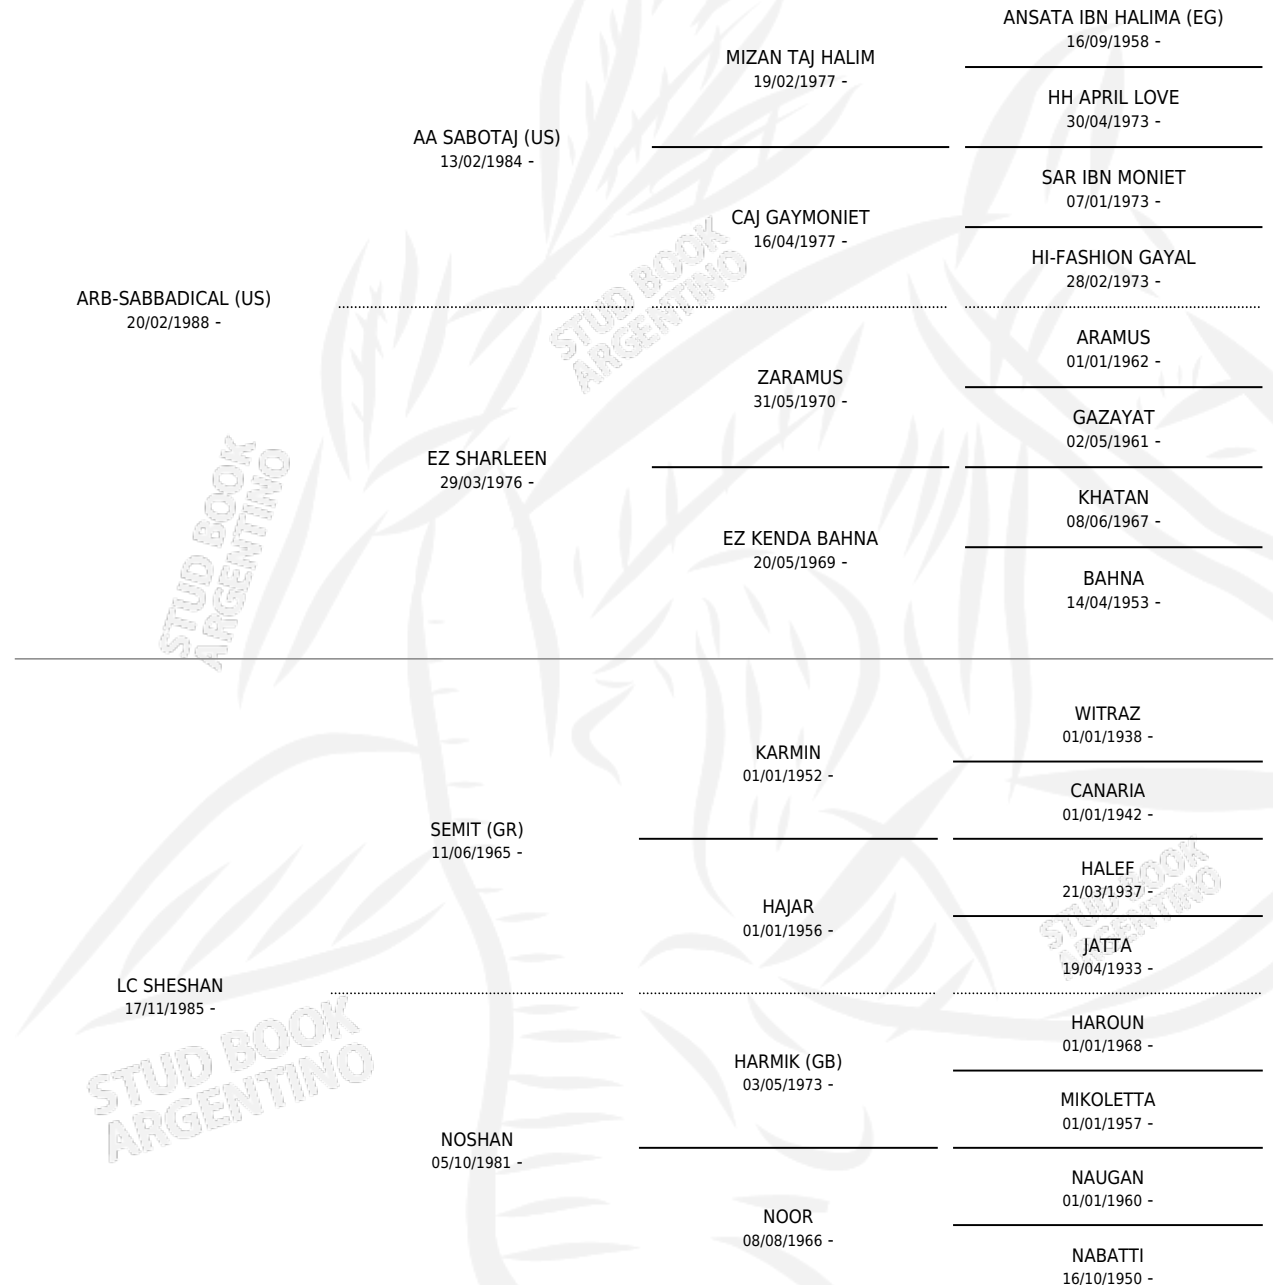 ANSATA IBN HALIMA (EG)
16/09/1958 -
MIZAN TAJ HALIM
19/02/1977 -
HH APRIL LOVE
30/04/1973 -
AA SABOTAJ (US)
13/02/1984 -
SAR IBN MONIET
07/01/1973 -
CAJ GAYMONIET
16/04/1977 -
HI-FASHION GAYAL
28/02/1973 -
ARB-SABBADICAL (US)
20/02/1988 -
STUD BOOK
ARGENTINO
ARAMUS
01/01/1962 -
ZARAMUS
31/05/1970 -
GAZAYAT
02/05/1961 -
EZ SHARLEEN
29/03/1976 -
KHATAN
08/06/1967 -
EZ KENDA BAHNA
20/05/1969 -
BAHNA
14/04/1953 -
STUD BOOK
ARGENTINO
WITRAZ
01/01/1938 -
KARMIN
01/01/1952 -
CANARIA
01/01/1942 -
SEMIT (GR)
11/06/1965 -
HALEF
21/03/1937 -
HAJAR
01/01/1956 -
JATTA
19/04/1933 -
STUD BOOK
ARGENTINO
LC SHESHAN
17/11/1985 -
STUD BOOK
ARGENTINO
HAROUN
01/01/1968 -
HARMIK (GB)
03/05/1973 -
MIKOLETTA
01/01/1957 -
NOSHAN
05/10/1981 -
NAUGAN
01/01/1960 -
NOOR
08/08/1966 -
NABATTI
16/10/1950 -